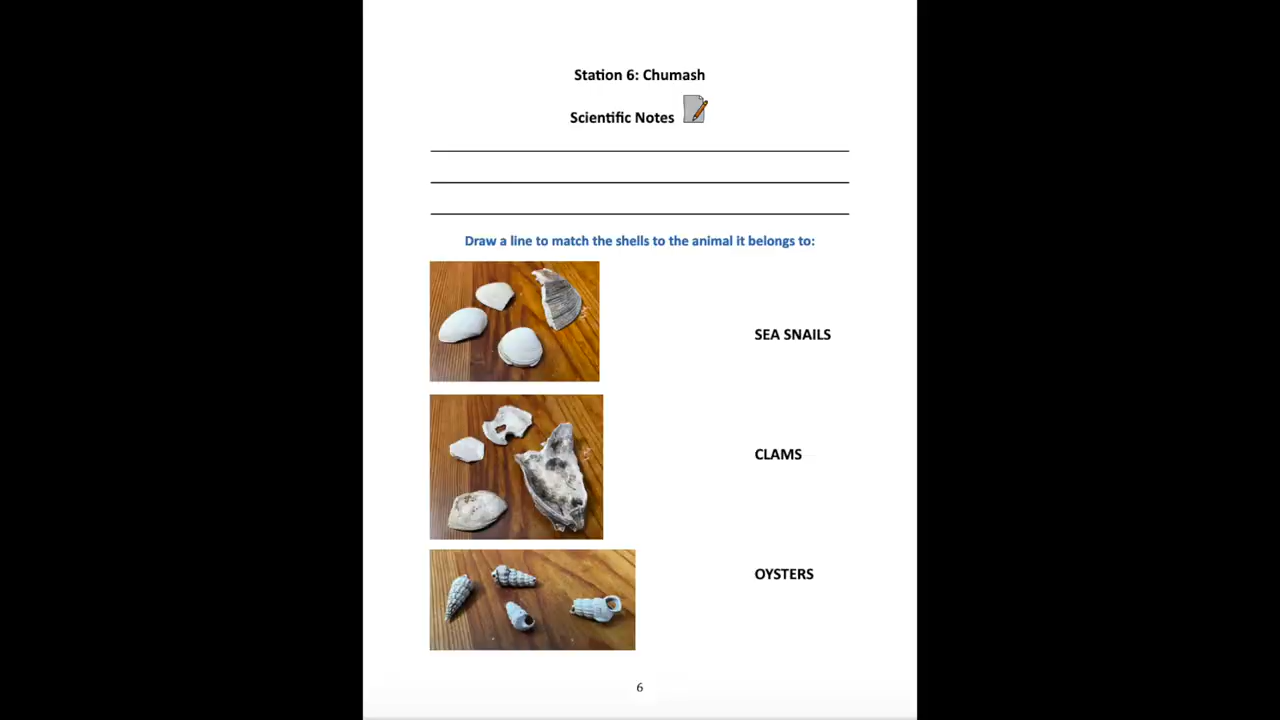 Station 6: Chumash
Scientific Notes
Draw a line to match the shells to the animal it belongs to:
SEA SNAILS
CLAMS
OYSTERS
6